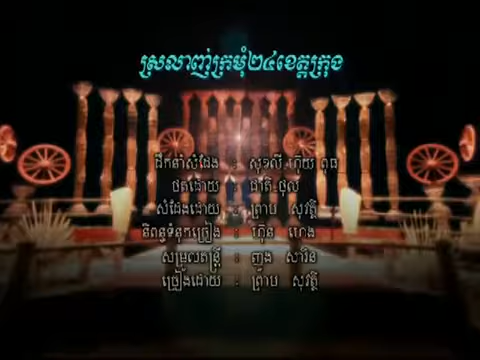 ស្រលាញ់ក្រមុំ២៤ខេត្តក្រុង
ដឹកនាំសំដែង : សុខលី ហ៊ើយ ពុធ
ថតដោយ : ជាតិ-ថុល
សំដែងដោយ : ព្រាប សុវត្ថិ
និពន្ធទំនុកច្រៀង : ហ៊ីន ហេង
សម្រួលតន្ត្រី : ញូង សារិន
ច្រៀងដោយ : ព្រាប សុវត្ថិ